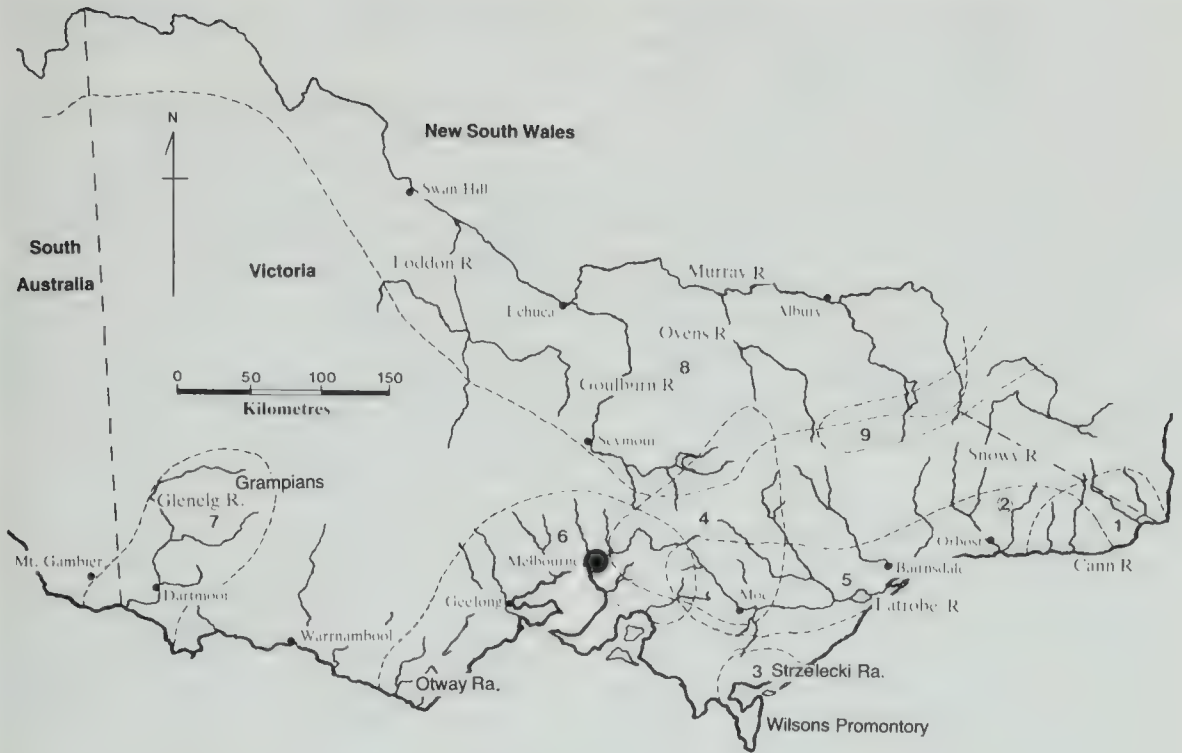 N
New South Wales
Swan Hill
South
Australia
Victoria
Loddon R
Murray R
Echuca
Albury
Ovens R
8
0 50 100 150
Kilometres
Goulburn R
9
Seymour
Snowy R
Grampians
Glenelg R.
7
4
2
1
6
Melbourne
Orbost
Mt. Gambier
Bairnsdale
Cann R
Dartmoor
Geelong
Moe
5
Latrobe R
Warrnambool
3 Strzelecki Ra.
Otway Ra.
Wilsons Promontory